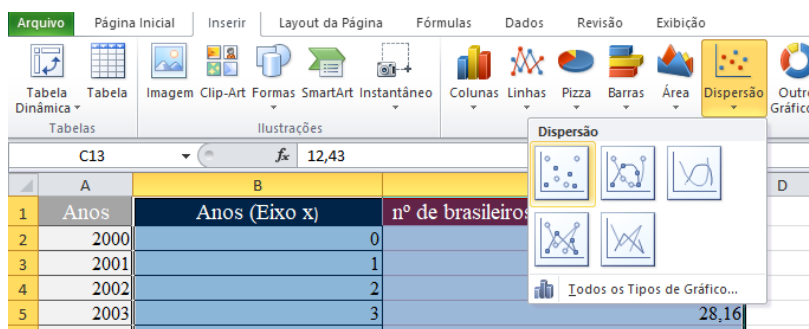 Arquivo Página Inicial Inserir Layout da Página Fórmulas Dados Revisão Exibição
Tabela Dinâmica Tabela Imagem Clip-Art Formas SmartArt Instantâneo Colunas Linhas Pizza Barras Área Dispersão Outro Gráfico
Tabelas Ilustrações
Dispersão
C13 fx 12,43
A B D
1 Anos Anos (Eixo x) nº de brasileiros
2 2000 0
3 2001 1
4 2002 2
Todos os Tipos de Gráfico...
5 2003 3 28,16